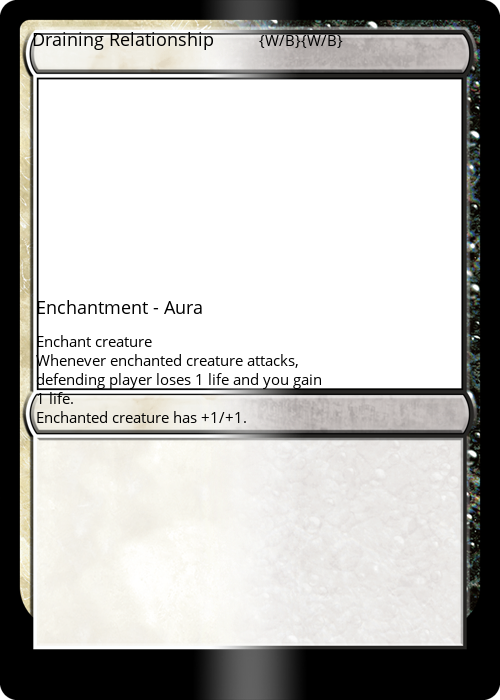 Draining Relationship {W/B}{W/B}
Enchantment - Aura
Enchant creature
Whenever enchanted creature attacks,
defending player loses 1 life and you gain
1 life.
Enchanted creature has +1/+1.